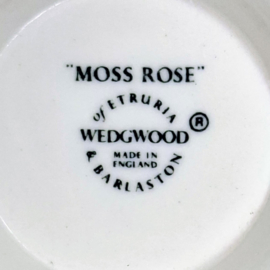 "MOSS ROSE"
of ETRURIA
WEDGWOOD ®
MADE IN
ENGLAND
& BARLASTON